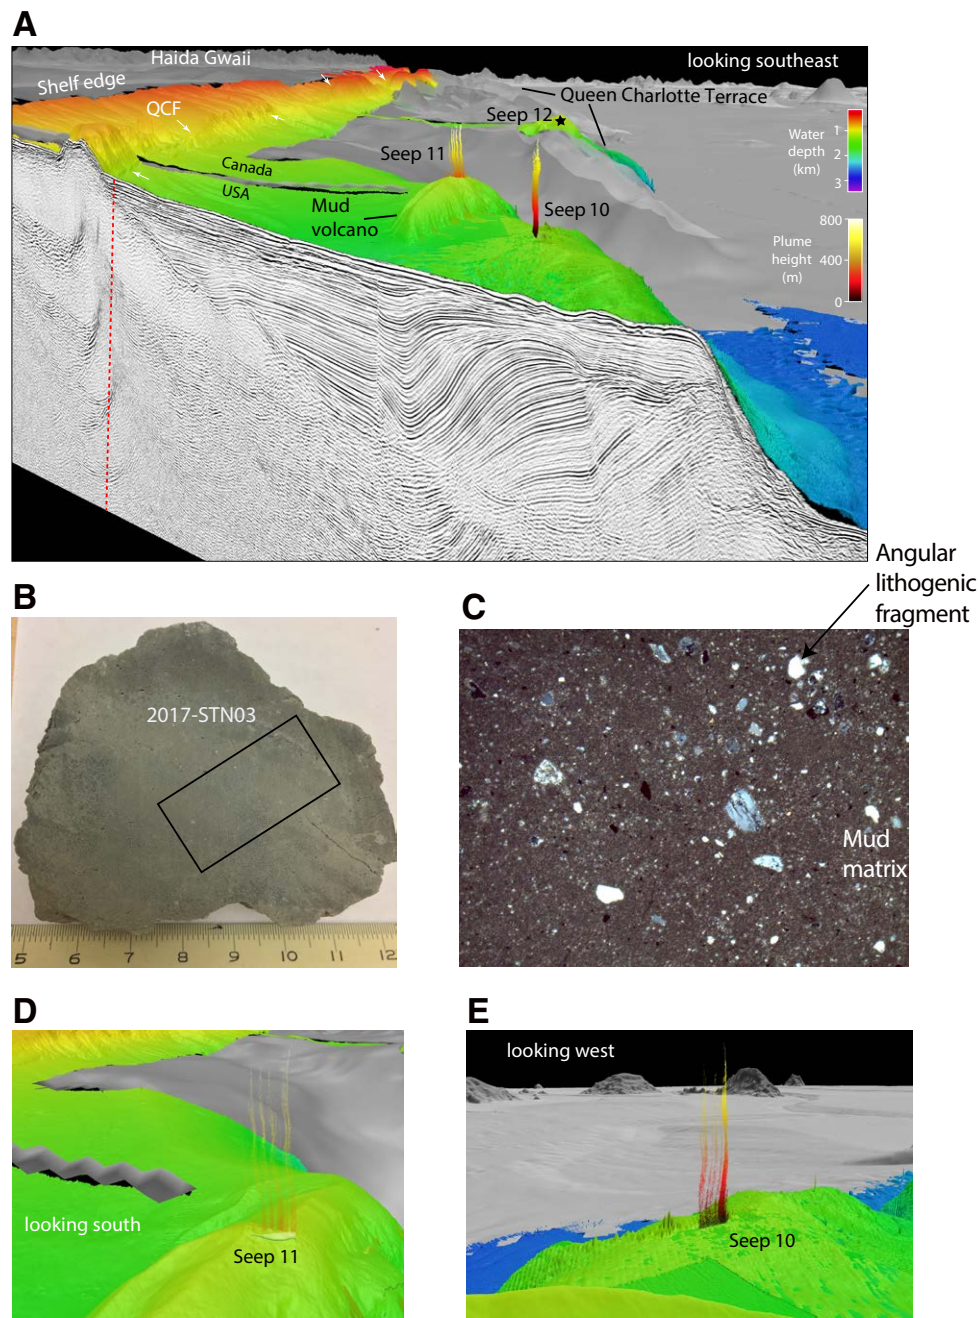 A
Haida Gwaii
looking southeast
Shelf edge
Queen Charlotte Terrace
QCF
Seep 12
1
Water
depth
(km)
2
3
Seep 11
Canada
USA
Mud
volcano
Seep 10
800
Plume
height
(m)
400
0
Angular
lithogenic
fragment
B
C
2017-STN03
Mud
matrix
5 6 7 8 9 10 11 12
D
E
looking west
looking south
Seep 11
Seep 10